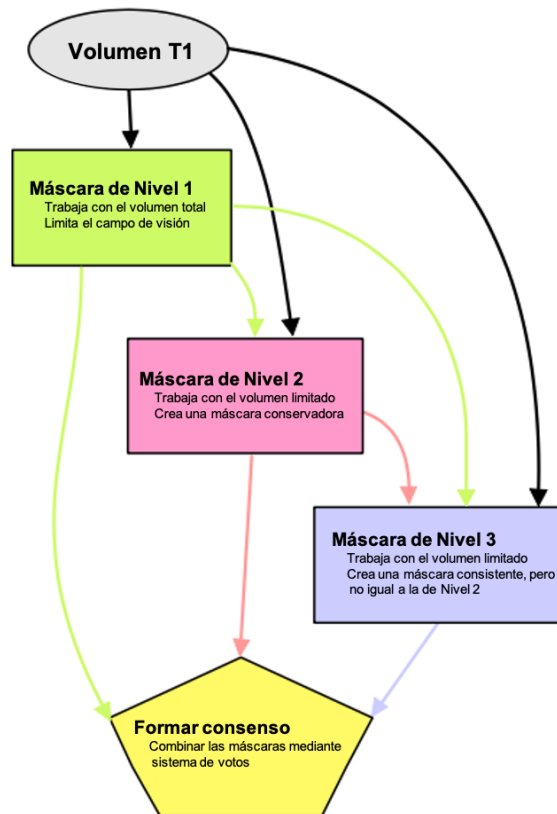 Volumen T1
Máscara de Nivel 1
Trabaja con el volumen total
Limita el campo de visión
Máscara de Nivel 2
Trabaja con el volumen limitado
Crea una máscara conservadora
Máscara de Nivel 3
Trabaja con el volumen limitado
Crea una máscara consistente, pero
no igual a la de Nivel 2
Formar consenso
Combinar las máscaras mediante
sistema de votos